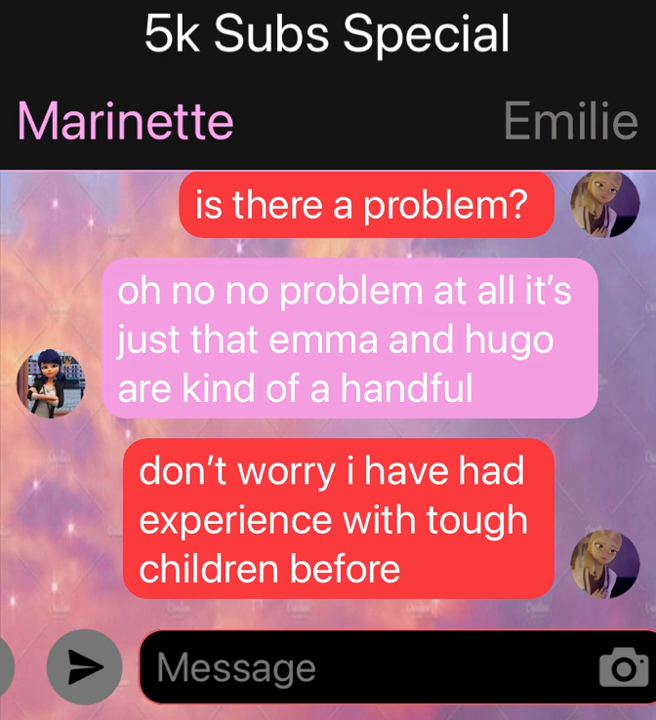 5k Subs Special
Marinette
Emilie
is there a problem?
oh no no problem at all it’s
just that emma and hugo
are kind of a handful
don’t worry i have had
experience with tough
children before
Message